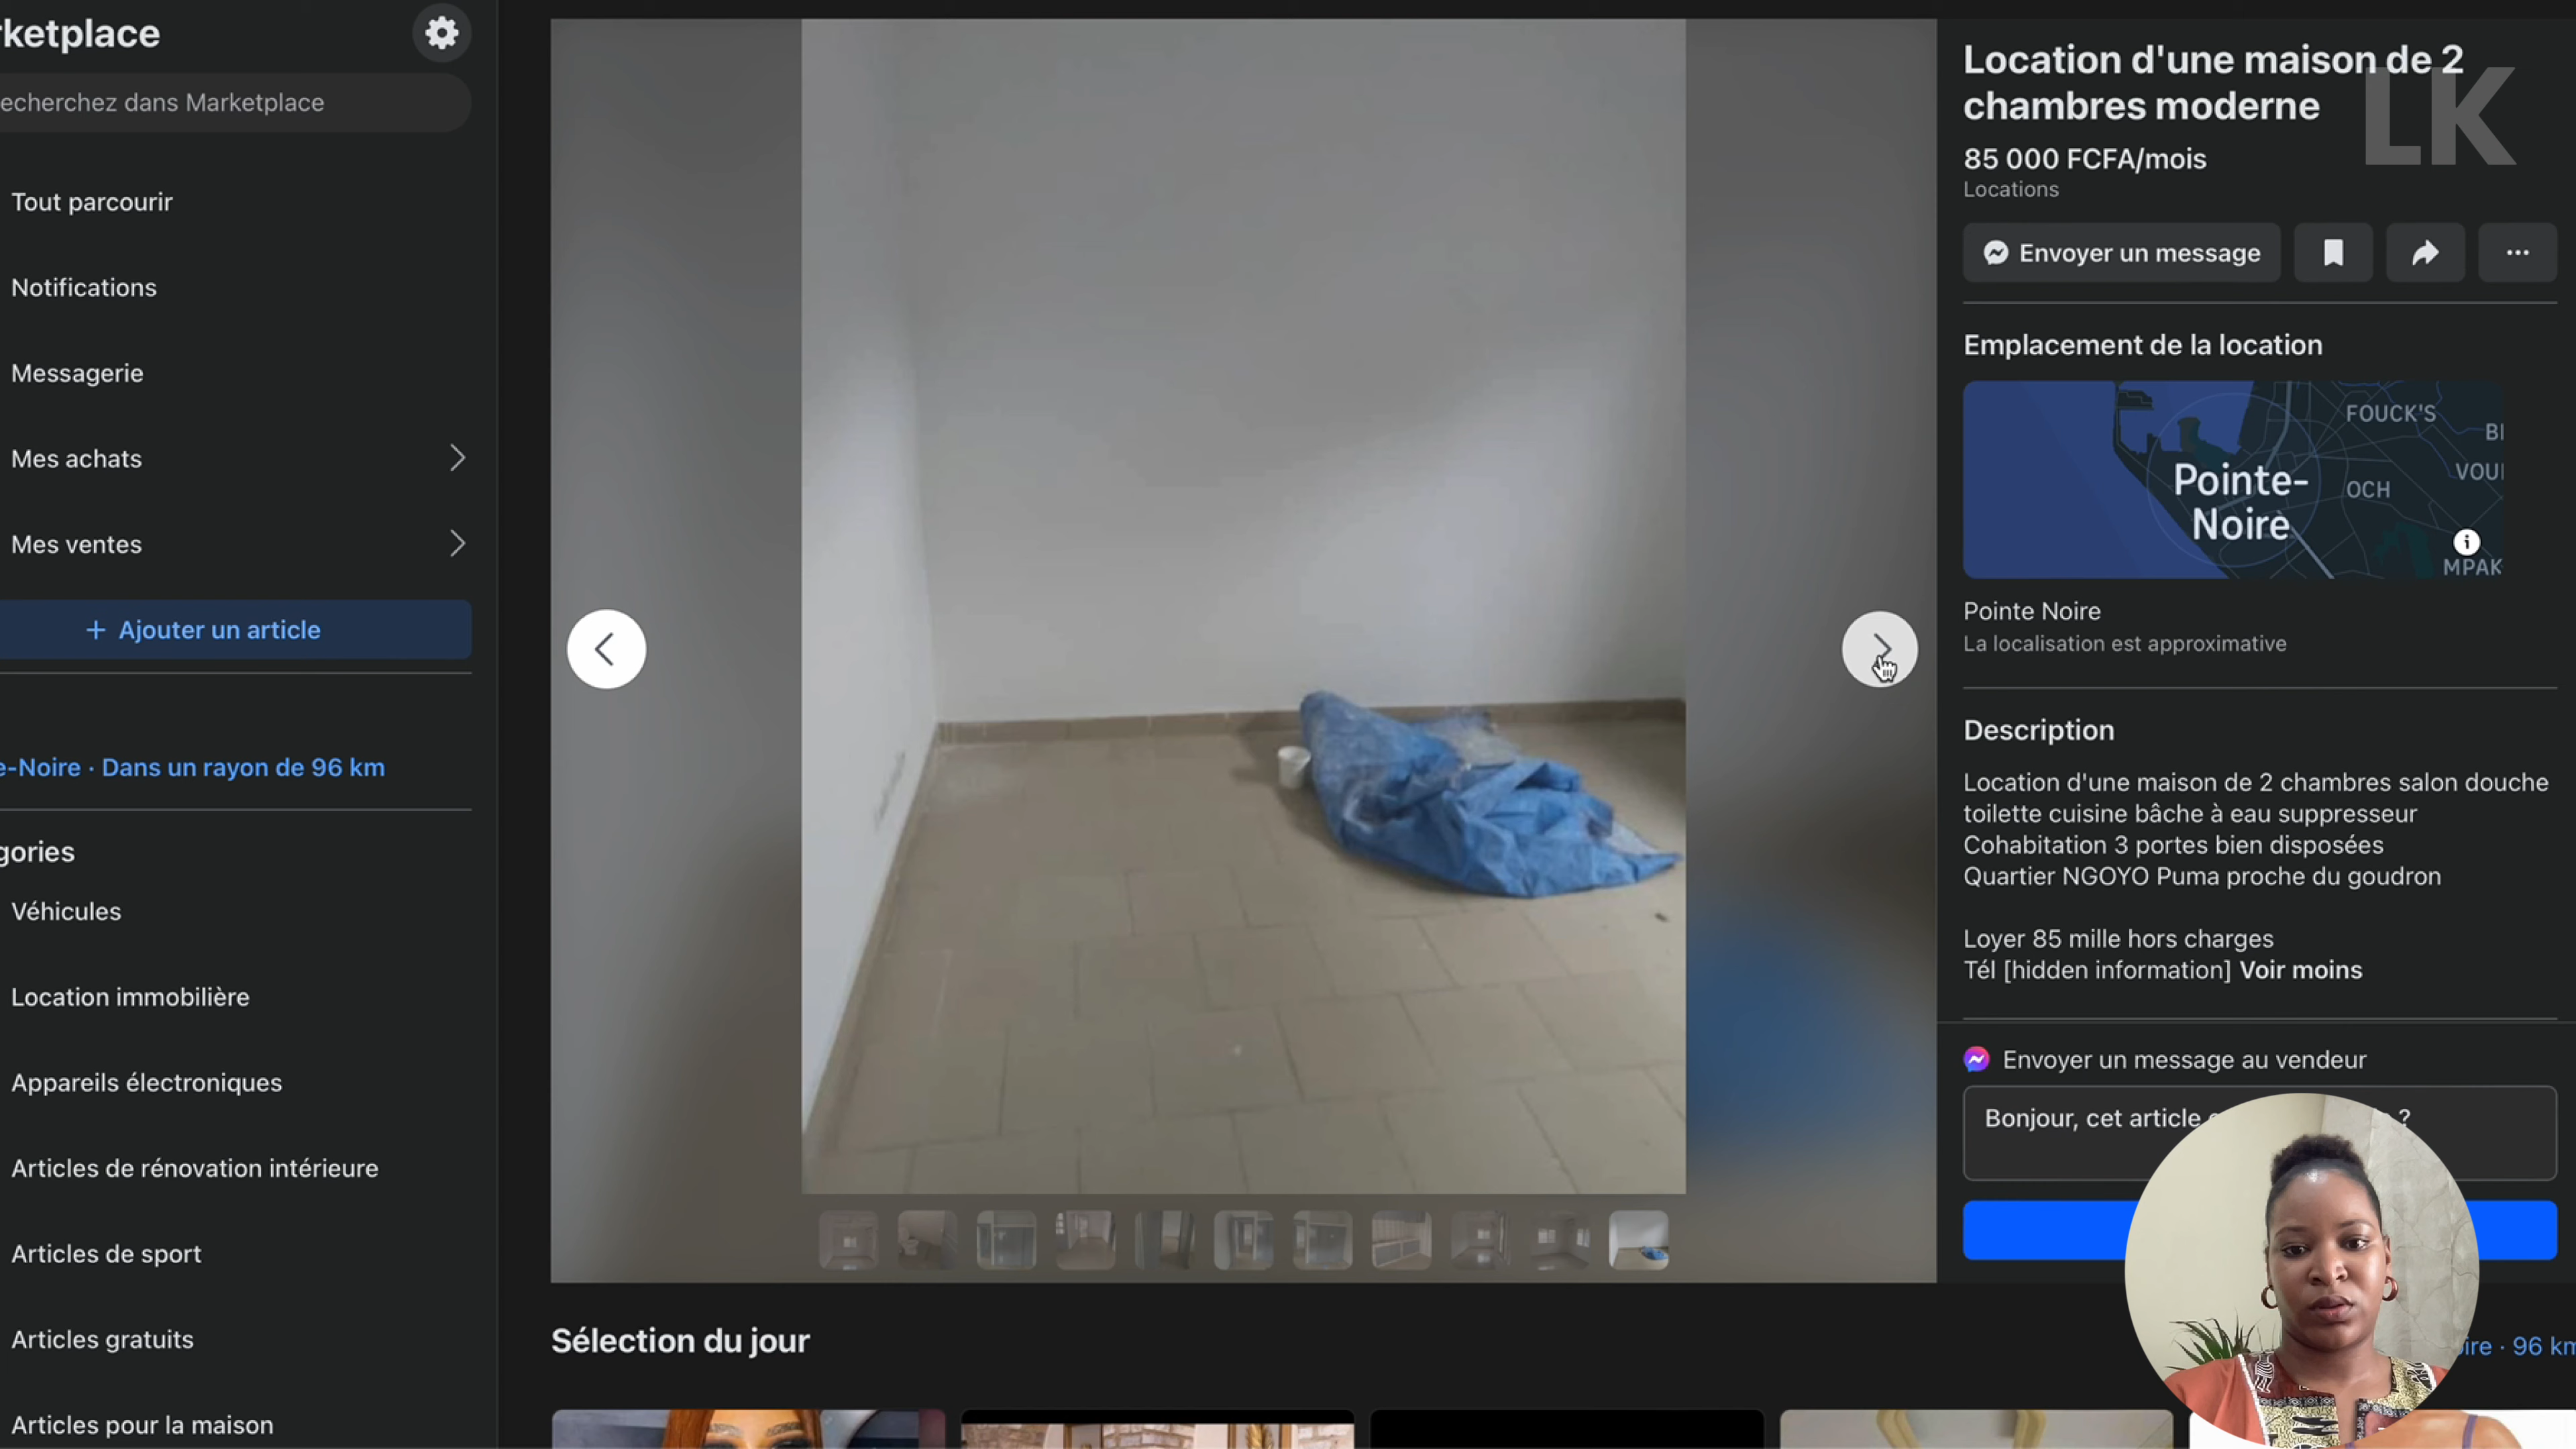 rketplace
echerchez dans Marketplace
Tout parcourir
Notifications
Messagerie
Mes achats
Mes ventes
+ Ajouter un article
e-Noire · Dans un rayon de 96 km
gories
Véhicules
Location immobilière
Appareils électroniques
Articles de rénovation intérieure
Articles de sport
Articles gratuits
Articles pour la maison
Sélection du jour
Location d'une maison de 2
chambres moderne
LK
85 000 FCFA/mois
Locations
Envoyer un message
Emplacement de la location
FOUCK'S
BI
VOUI
OCH
Pointe-
Noire
MPAK
Pointe Noire
La localisation est approximative
Description
Location d'une maison de 2 chambres salon douche
toilette cuisine bâche à eau suppresseur
Cohabitation 3 portes bien disposées
Quartier NGOYO Puma proche du goudron
Loyer 85 mille hors charges
Tél [hidden information] Voir moins
Envoyer un message au vendeur
Bonjour, cet article ?
ire · 96 km